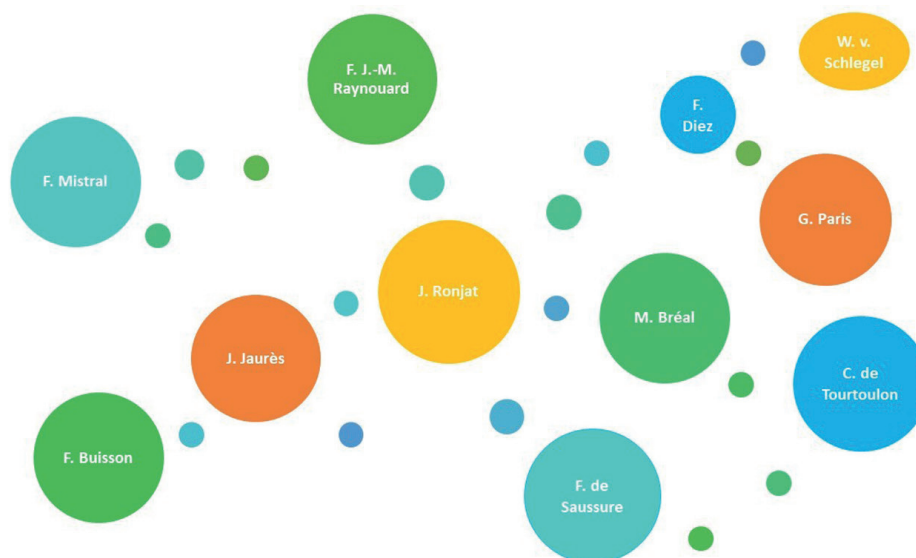 W. v.
Schlegel
F. J.-M.
Raynouard
F.
Diez
F. Mistral
G. Paris
J. Ronjat
M. Bréal
J. Jaurès
C. de
Tourtoulon
F. Buisson
F. de
Saussure